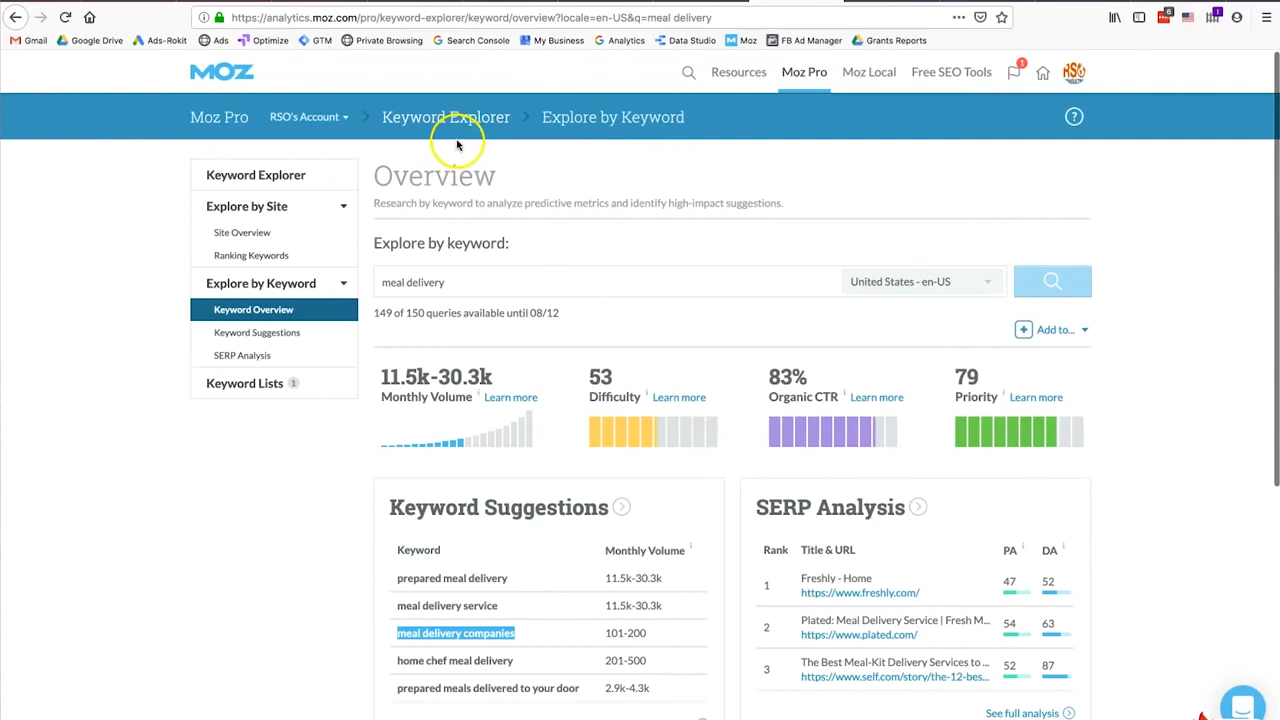 https://analytics.moz.com/pro/keyword-explorer/keyword/overview?locale=en-US&q=meal delivery
6
!
Gmail Google Drive Ads-Rokit Ads Optimize GTM Private Browsing Search Console My Business Analytics Data Studio Moz FB Ad Manager Grants Reports
MOZ Resources Moz Pro Moz Local Free SEO Tools 1 RSO
Moz Pro RSO's Account Keyword Explorer Explore by Keyword ?
Keyword Explorer
Explore by Site
Site Overview
Ranking Keywords
Explore by Keyword
Keyword Overview
Keyword Suggestions
SERP Analysis
Keyword Lists 1
Overview
Research by keyword to analyze predictive metrics and identify high-impact suggestions.
Explore by keyword:
meal delivery United States - en-US
149 of 150 queries available until 08/12
Add to...
11.5k-30.3k 53 83% 79
Monthly Volume Learn more Difficulty Learn more Organic CTR Learn more Priority Learn more
Keyword Suggestions
Keyword Monthly Volume
prepared meal delivery 11.5k-30.3k
meal delivery service 11.5k-30.3k
meal delivery companies 101-200
home chef meal delivery 201-500
prepared meals delivered to your door 2.9k-4.3k
SERP Analysis
Rank Title & URL PA DA
1 Freshly - Home 47 52
https://www.freshly.com/
2 Plated: Meal Delivery Service | Fresh M... 54 63
https://www.plated.com/
3 The Best Meal-Kit Delivery Services to ... 52 87
https://www.self.com/story/the-12-bes...
See full analysis